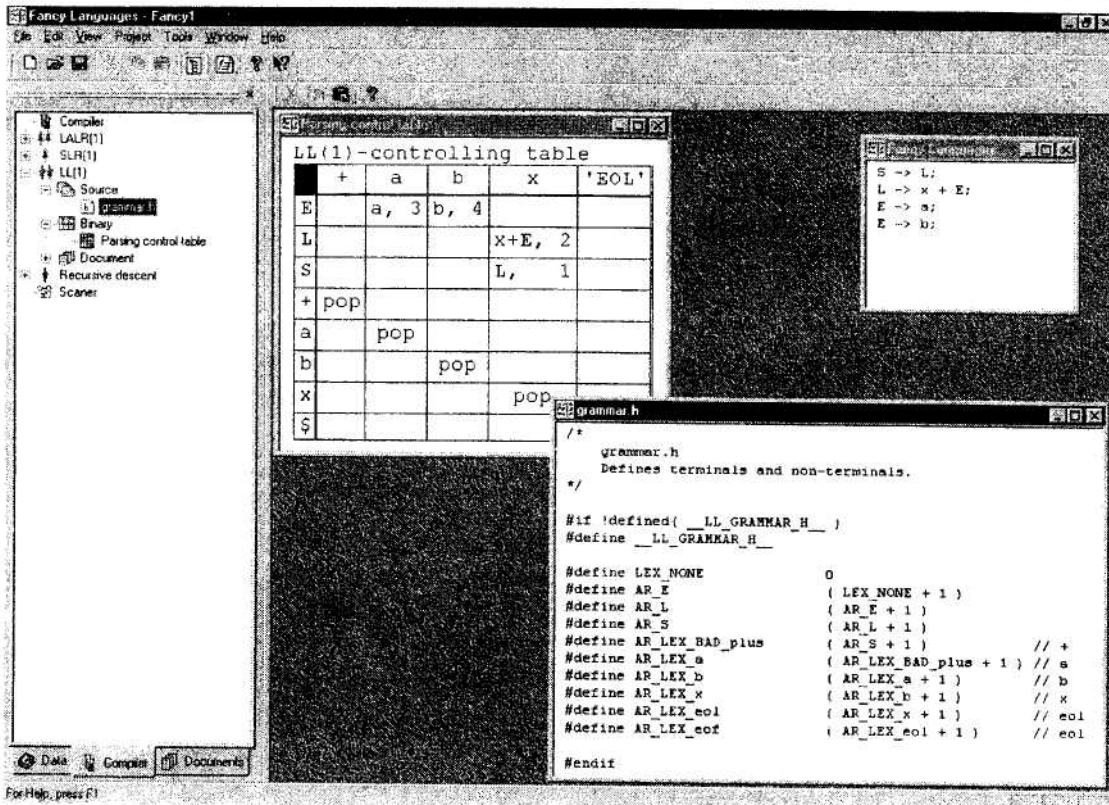 Fancy Languages - Fancy1
File Edit View Project Tools Window Help
Compiler
LALR(1)
SLR(1)
LL(1)
Source
grammar.h
Binary
Parsing control table
Document
Recursive descent
Scaner
Data Compiler Documents
For Help, press F1
Parsing control table
LL(1)-controlling table
+ a b x 'EOL'
E a, 3 b, 4
L x+E, 2
S L, 1
+ pop
a pop
b pop
x pop
$
Fancy Languages
S -> L;
L -> x + E;
E -> a;
E -> b;
grammar.h
/*
grammar.h
Defines terminals and non-terminals.
*/
#if !defined( __LL_GRAMMAR_H__ )
#define __LL_GRAMMAR_H__
#define LEX_NONE 0
#define AR_E ( LEX_NONE + 1 )
#define AR_L ( AR_E + 1 )
#define AR_S ( AR_L + 1 )
#define AR_LEX_BAD_plus ( AR_S + 1 ) // +
#define AR_LEX_a ( AR_LEX_BAD_plus + 1 ) // a
#define AR_LEX_b ( AR_LEX_a + 1 ) // b
#define AR_LEX_x ( AR_LEX_b + 1 ) // x
#define AR_LEX_eol ( AR_LEX_x + 1 ) // eol
#define AR_LEX_eof ( AR_LEX_eol + 1 ) // eol
#endif